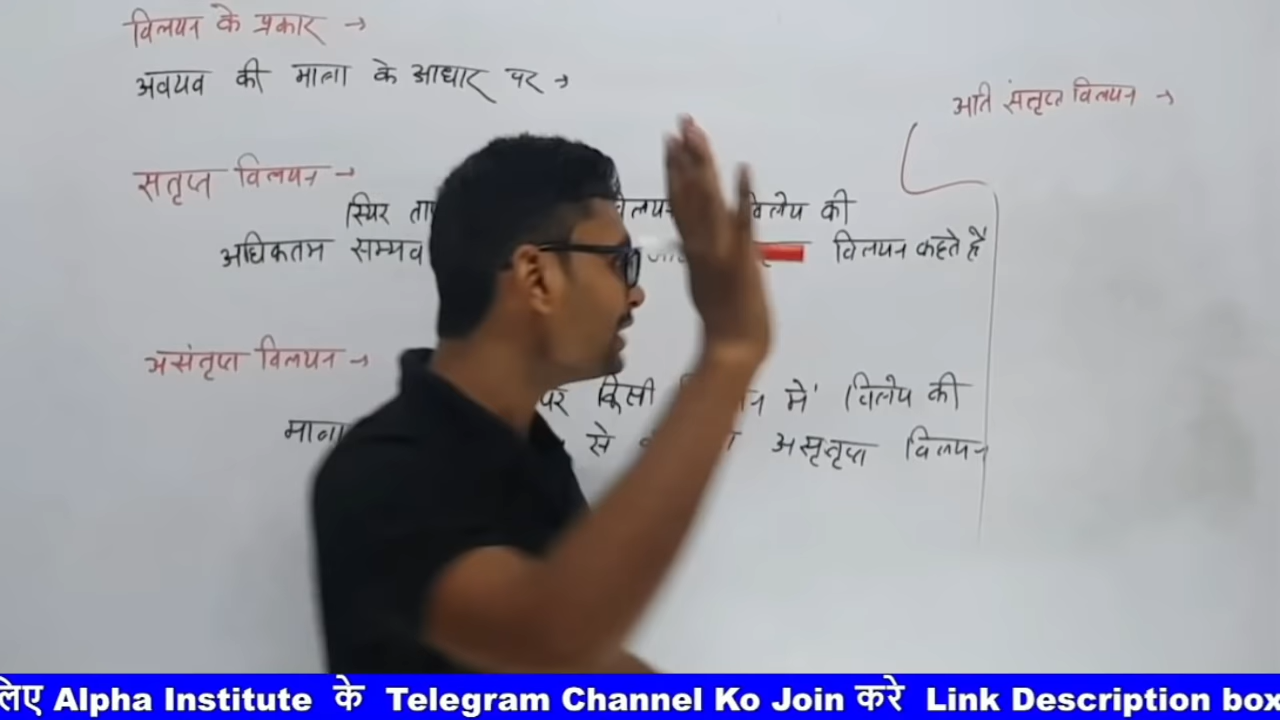 विलयन के प्रकार →
अवयव की मात्रा के आधार पर →
अति संतृप्त विलयन →
सतृप्त विलयन →
स्थिर विलेय की
अधिकतम सम्भव विलयन कहते है
असंतृप्त विलयन →
पर किसी में विलेय की
मात्रा से असृतृप्त विलयन
लिए Alpha Institute के Telegram Channel Ko Join करे Link Description box